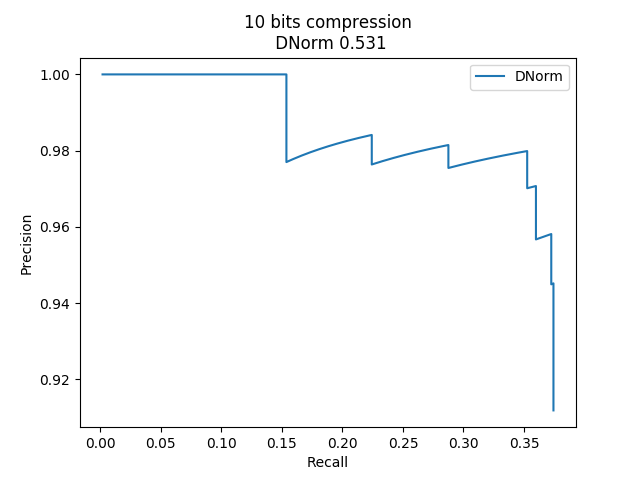 10 bits compression
DNorm 0.531
DNorm
1.00
0.98
0.96
0.94
0.92
Precision
0.00 0.05 0.10 0.15 0.20 0.25 0.30 0.35
Recall